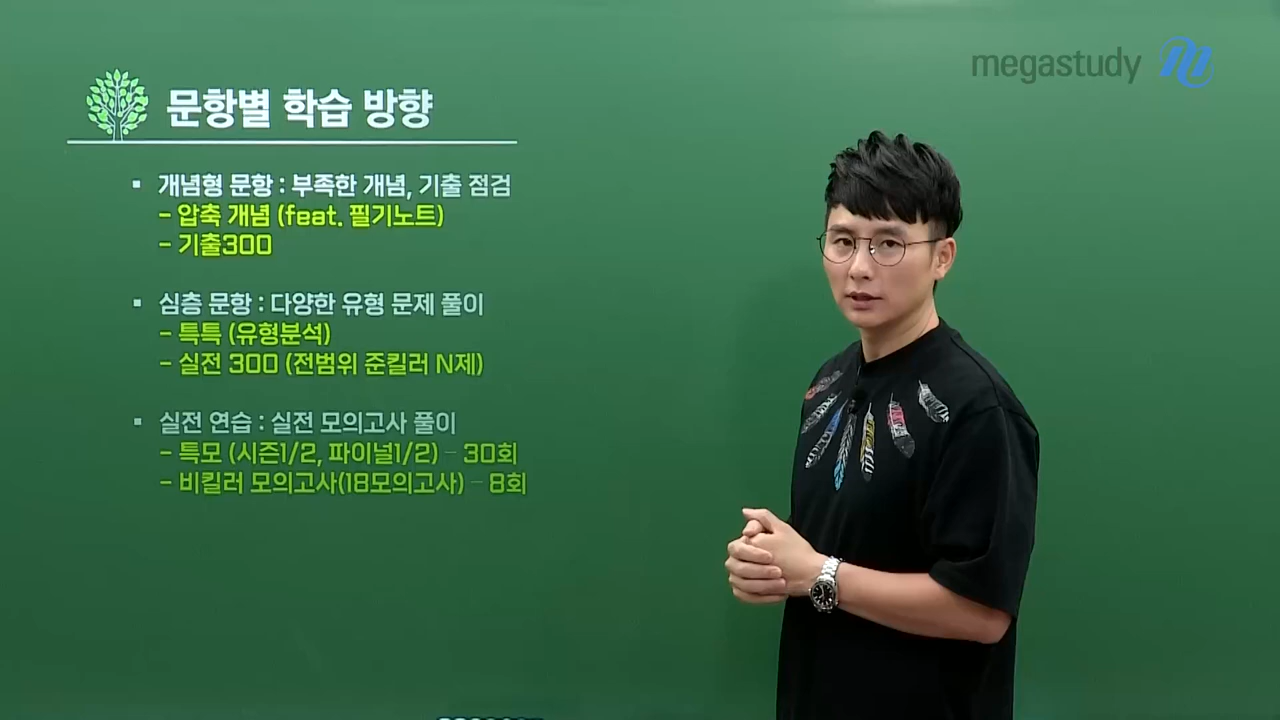 megastudy
문항별 학습 방향
▪ 개념형 문항 : 부족한 개념, 기출 점검
- 압축 개념 (feat. 필기노트)
- 기출300
▪ 심층 문항 : 다양한 유형 문제 풀이
- 특특 (유형분석)
- 실전 300 (전범위 준킬러 N제)
▪ 실전 연습 : 실전 모의고사 풀이
- 특모 (시즌1/2, 파이널1/2) - 30회
- 비킬러 모의고사(18모의고사) - 8회